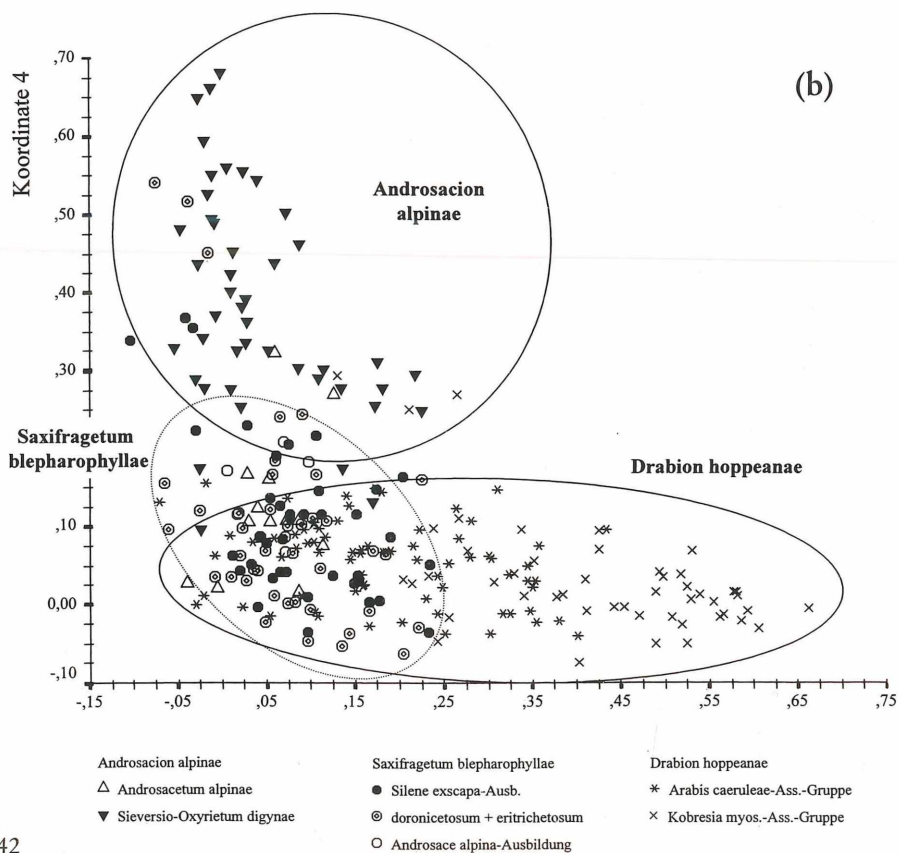 (b)
Koordinate 4
,70
,60
,50
,40
,30
,10
0,00
-,10
Androsacion
alpinae
Saxifragetum
blepharophyllae
Drabion hoppeanae
-,15 -,05 ,05 ,15 ,25 ,35 ,45 ,55 ,65 ,75
Androsacion alpinae
Androsacetum alpinae
Sieversio-Oxyrietum digynae
Saxifragetum blepharophyllae
Silene exscapa-Ausb.
doronicetosum + eritrichetosum
Androsace alpina-Ausbildung
Drabion hoppeanae
Arabis caeruleae-Ass.-Gruppe
Kobresia myos.-Ass.-Gruppe
42